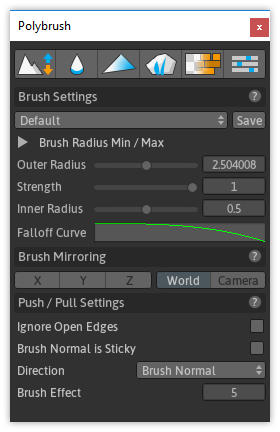 Polybrush
x
Brush Settings ?
Default Save
Brush Radius Min / Max
Outer Radius 2.504008
Strength 1
Inner Radius 0.5
Falloff Curve
Brush Mirroring ?
X Y Z World Camera
Push / Pull Settings ?
Ignore Open Edges
Brush Normal is Sticky
Direction Brush Normal
Brush Effect 5